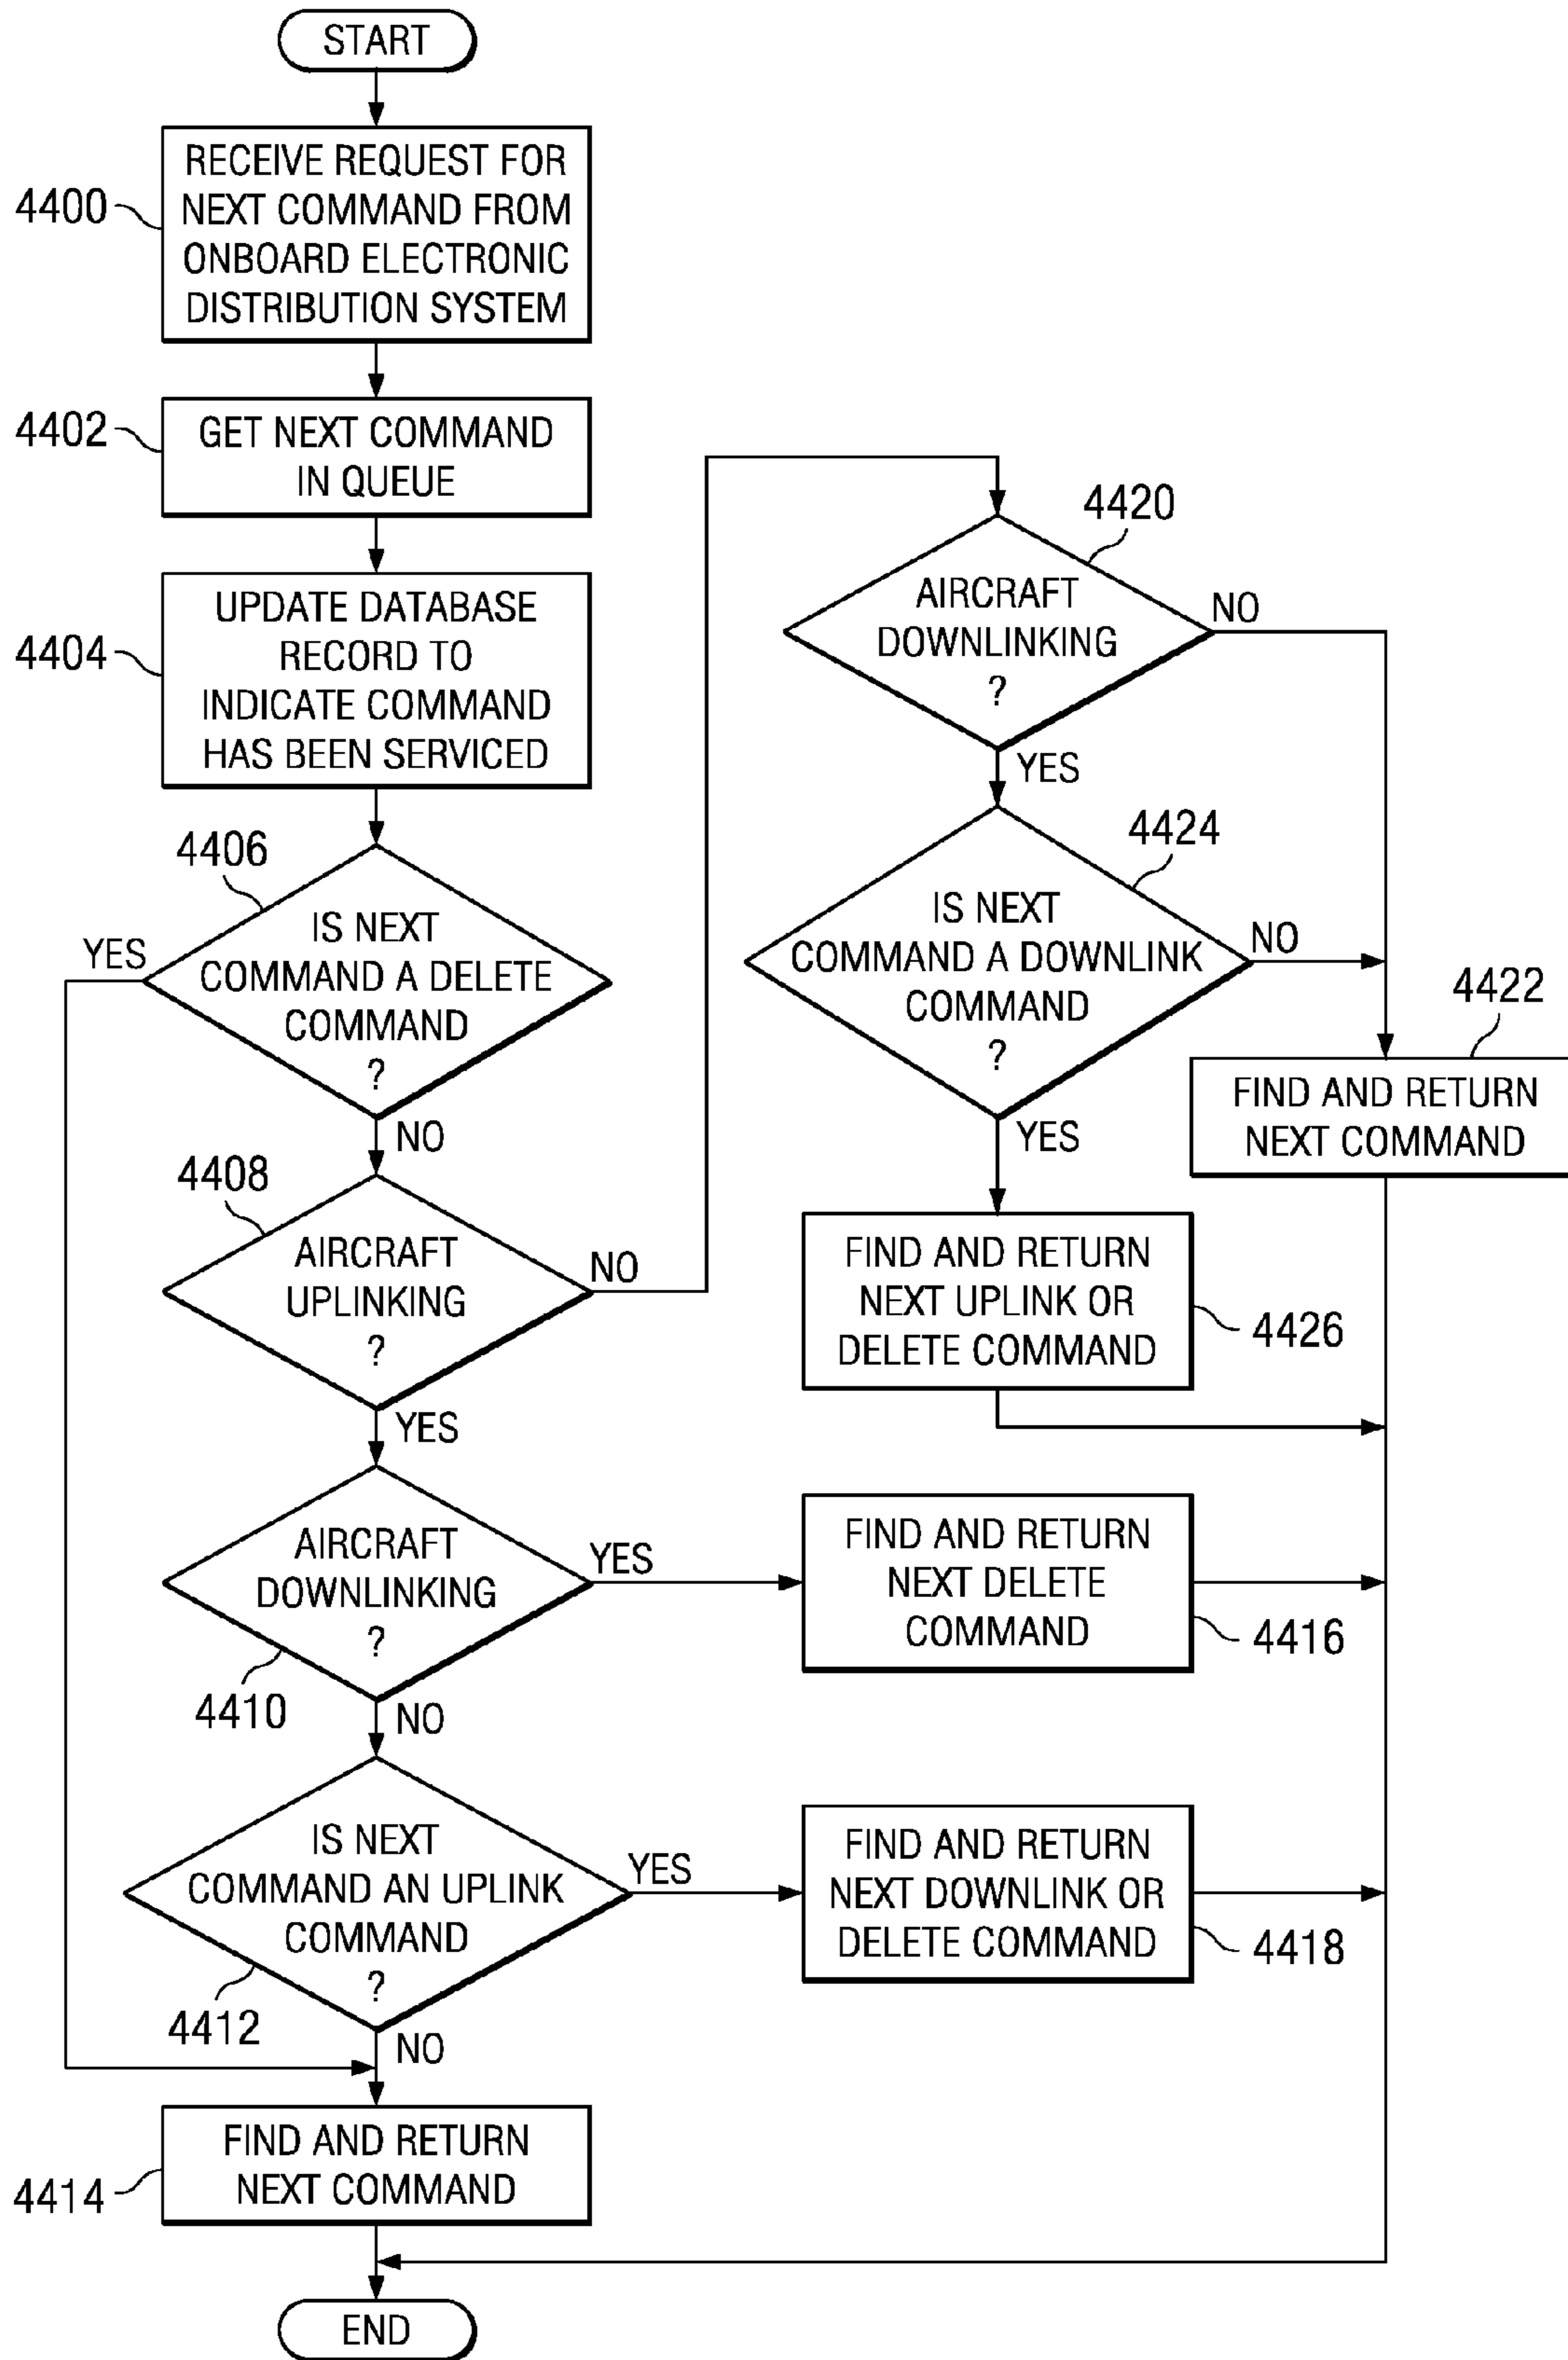 START
RECEIVE REQUEST FOR
NEXT COMMAND FROM
ONBOARD ELECTRONIC
DISTRIBUTION SYSTEM
4400
GET NEXT COMMAND
IN QUEUE
4402
UPDATE DATABASE
RECORD TO
INDICATE COMMAND
HAS BEEN SERVICED
4404
4406
IS NEXT
COMMAND A DELETE
COMMAND
?
YES
NO
4408
AIRCRAFT
UPLINKING
?
NO
YES
AIRCRAFT
DOWNLINKING
?
4410
YES
NO
IS NEXT
COMMAND AN UPLINK
COMMAND
?
4412
YES
NO
FIND AND RETURN
NEXT COMMAND
4414
END
4420
AIRCRAFT
DOWNLINKING
?
NO
YES
4424
IS NEXT
COMMAND A DOWNLINK
COMMAND
?
NO
YES
4422
FIND AND RETURN
NEXT COMMAND
FIND AND RETURN
NEXT UPLINK OR
DELETE COMMAND
4426
FIND AND RETURN
NEXT DELETE
COMMAND
4416
FIND AND RETURN
NEXT DOWNLINK OR
DELETE COMMAND
4418